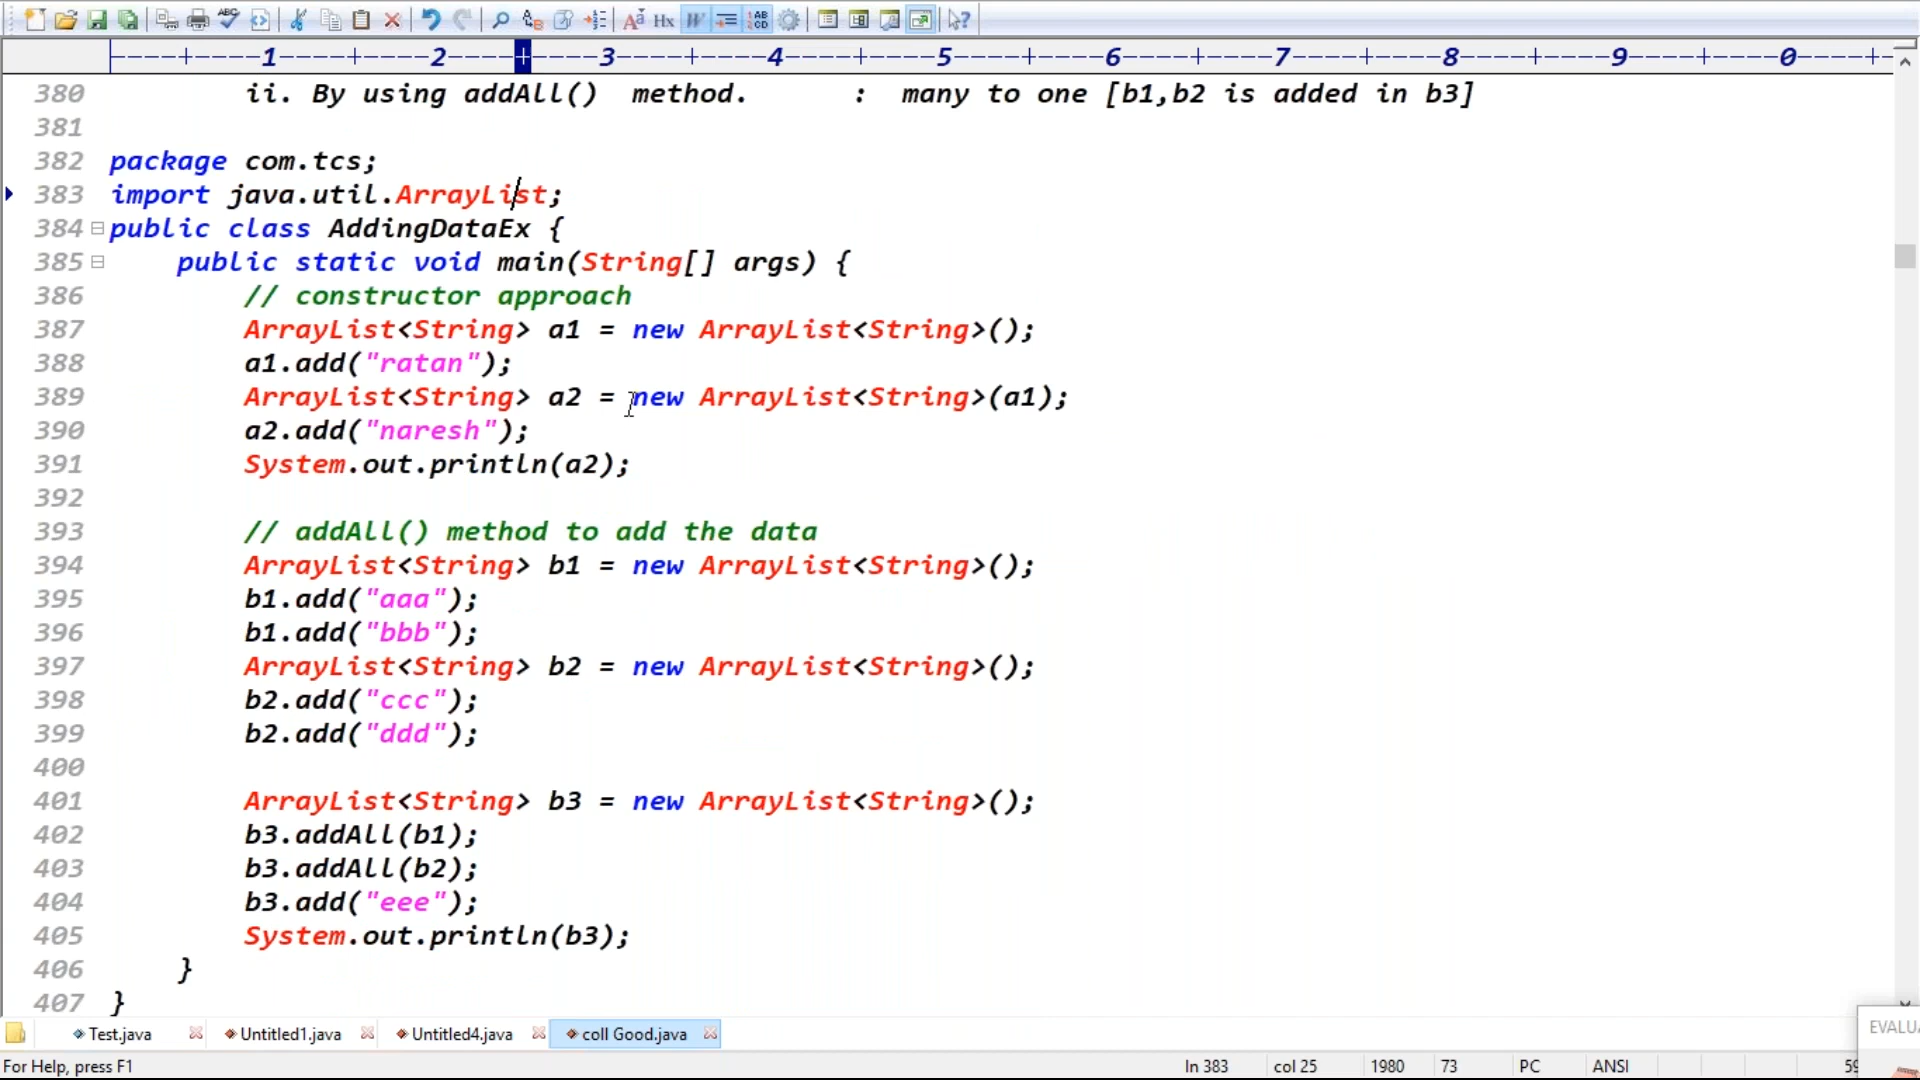 ----+----1----+----2----+----3----+----4----+----5----+----6----+----7----+----8----+----9----+----0----+--
380 ii. By using addAll() method. : many to one [b1,b2 is added in b3]
381
382 package com.tcs;
383 import java.util.ArrayList;
384 public class AddingDataEx {
385 public static void main(String[] args) {
386 // constructor approach
387 ArrayList<String> a1 = new ArrayList<String>();
388 a1.add("ratan");
389 ArrayList<String> a2 = new ArrayList<String>(a1);
390 a2.add("naresh");
391 System.out.println(a2);
392
393 // addAll() method to add the data
394 ArrayList<String> b1 = new ArrayList<String>();
395 b1.add("aaa");
396 b1.add("bbb");
397 ArrayList<String> b2 = new ArrayList<String>();
398 b2.add("ccc");
399 b2.add("ddd");
400
401 ArrayList<String> b3 = new ArrayList<String>();
402 b3.addAll(b1);
403 b3.addAll(b2);
404 b3.add("eee");
405 System.out.println(b3);
406 }
407 }
Test.java Untitled1.java Untitled4.java coll Good.java
For Help, press F1 ln 383 col 25 1980 73 PC ANSI